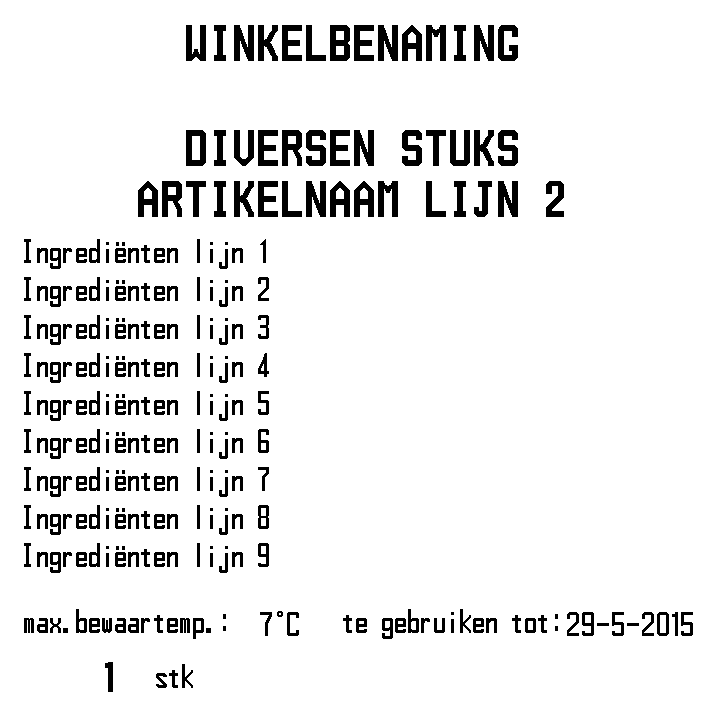 WINKELBENAMING
DIVERSEN STUKS
ARTIKELNAAM LIJN 2
Ingrediënten lijn 1
Ingrediënten lijn 2
Ingrediënten lijn 3
Ingrediënten lijn 4
Ingrediënten lijn 5
Ingrediënten lijn 6
Ingrediënten lijn 7
Ingrediënten lijn 8
Ingrediënten lijn 9
max.bewaartemp.: 7°C te gebruiken tot:29-5-2015
1 stk